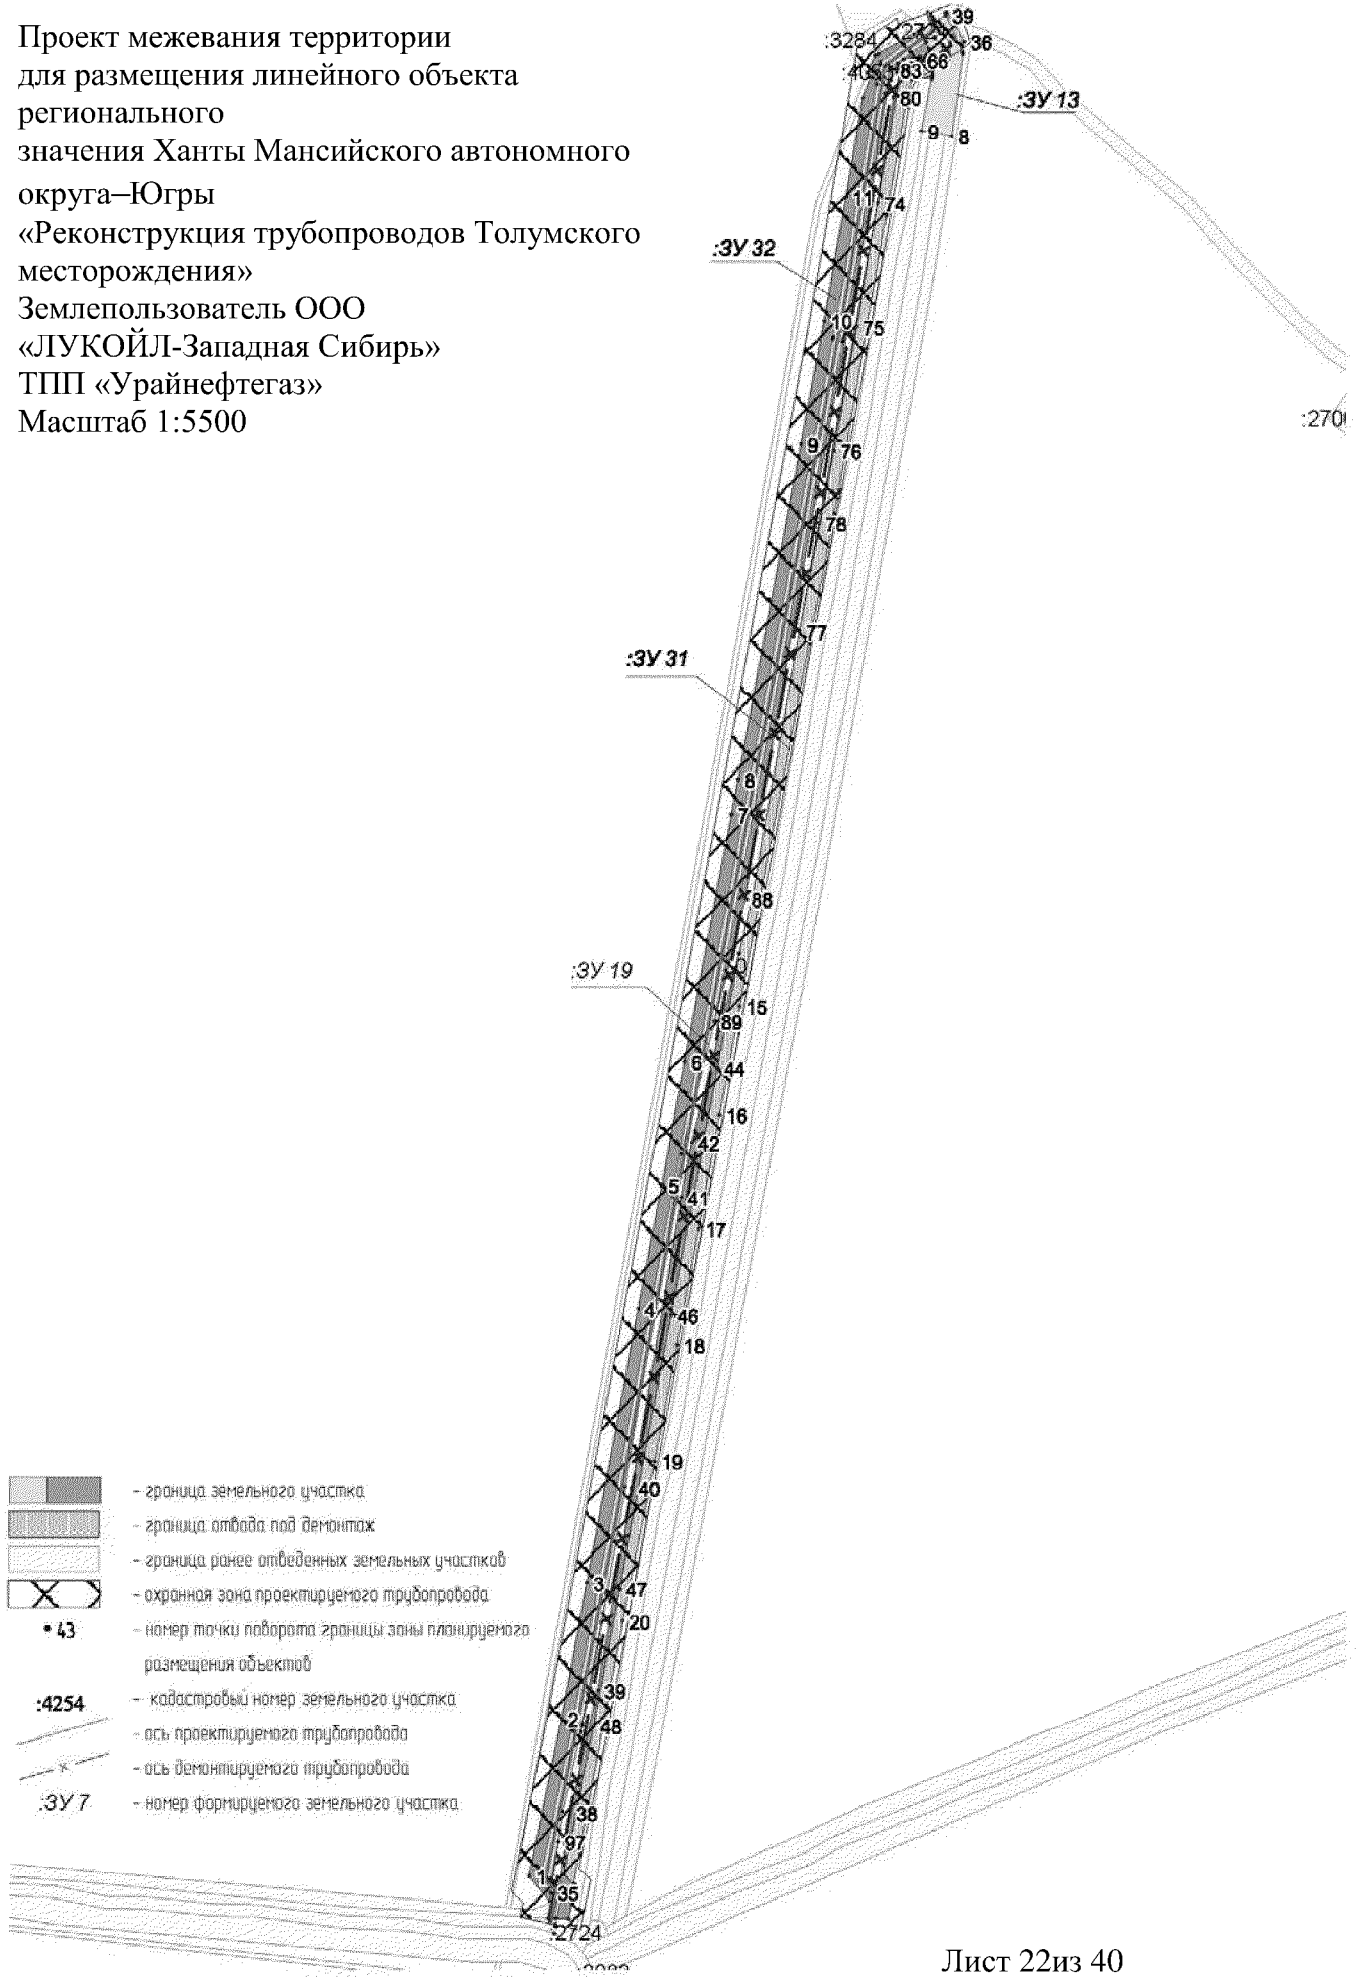 Проект межевания территории
для размещения линейного объекта
регионального
значения Ханты Мансийского автономного
округа–Югры
«Реконструкция трубопроводов Толумского
месторождения»
Землепользователь ООО
«ЛУКОЙЛ-Западная Сибирь»
ТПП «Урайнефтегаз»
Масштаб 1:5500
39
:3284
36
66
83
80
:ЗУ 13
9
8
11
74
:ЗУ 32
10
75
9
76
78
77
:ЗУ 31
8
7
88
:ЗУ 19
15
89
6
44
16
42
5
41
17
4
46
18
19
40
3
47
20
39
2
48
38
97
1
35
:2724
- граница земельного участка
- граница отвода под демонтаж
- граница ранее отведенных земельных участков
- охранная зона проектируемого трубопровода
43 - номер точки поворота границы зоны планируемого
размещения объектов
:4254 - кадастровый номер земельного участка
- ось проектируемого трубопровода
- ось демонтируемого трубопровода
:ЗУ 7 - номер формируемого земельного участка
Лист 22из 40